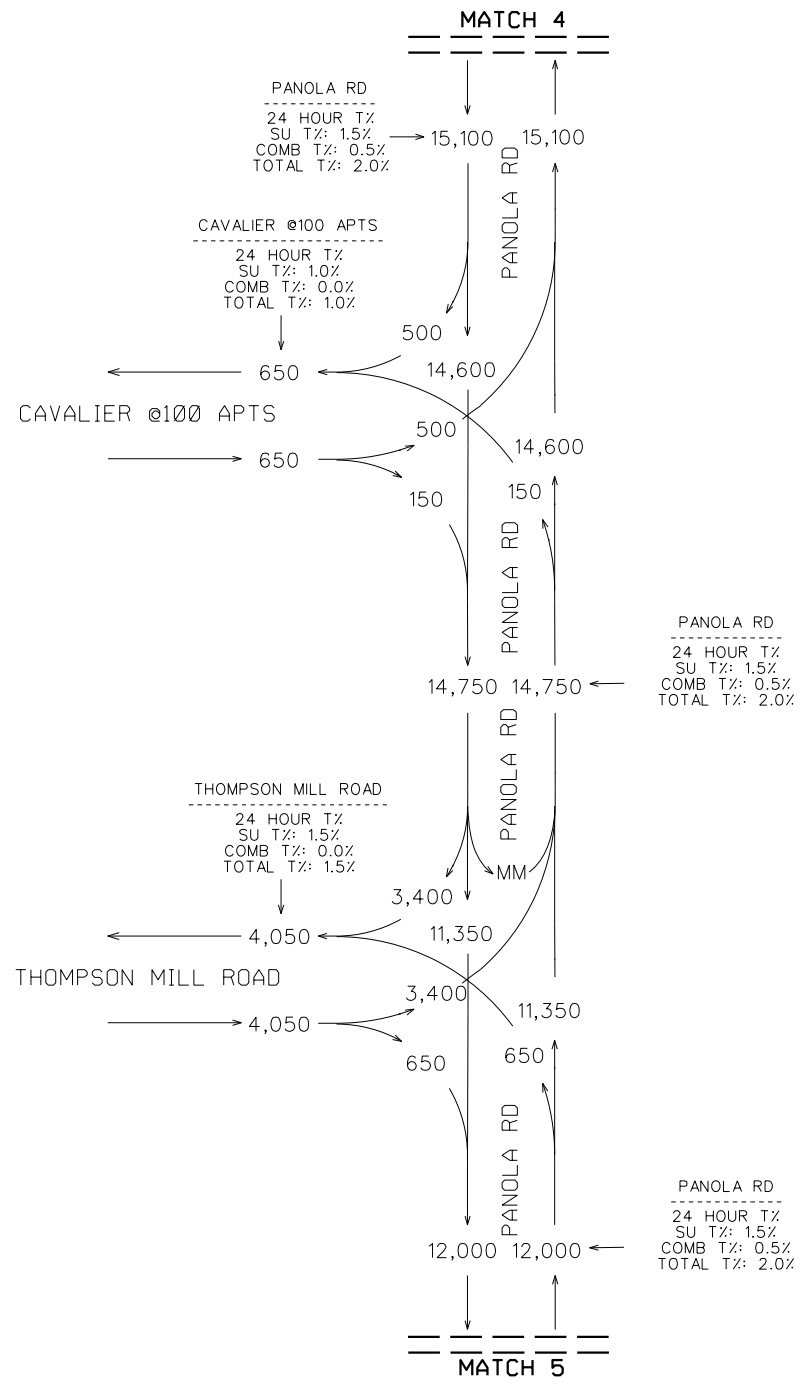 MATCH 4
PANOLA RD
24 HOUR T%
SU T%: 1.5%
COMB T%: 0.5%
TOTAL T%: 2.0%
15,100 15,100
PANOLA RD
CAVALIER @100 APTS
24 HOUR T%
SU T%: 1.0%
COMB T%: 0.0%
TOTAL T%: 1.0%
500
650
14,600
CAVALIER @100 APTS
500
14,600
650
150
150
PANOLA RD
PANOLA RD
24 HOUR T%
SU T%: 1.5%
COMB T%: 0.5%
TOTAL T%: 2.0%
14,750 14,750
PANOLA RD
THOMPSON MILL ROAD
24 HOUR T%
SU T%: 1.5%
COMB T%: 0.0%
TOTAL T%: 1.5%
MM
3,400
4,050
11,350
THOMPSON MILL ROAD
3,400
11,350
4,050
650
650
PANOLA RD
PANOLA RD
24 HOUR T%
SU T%: 1.5%
COMB T%: 0.5%
TOTAL T%: 2.0%
12,000 12,000
MATCH 5